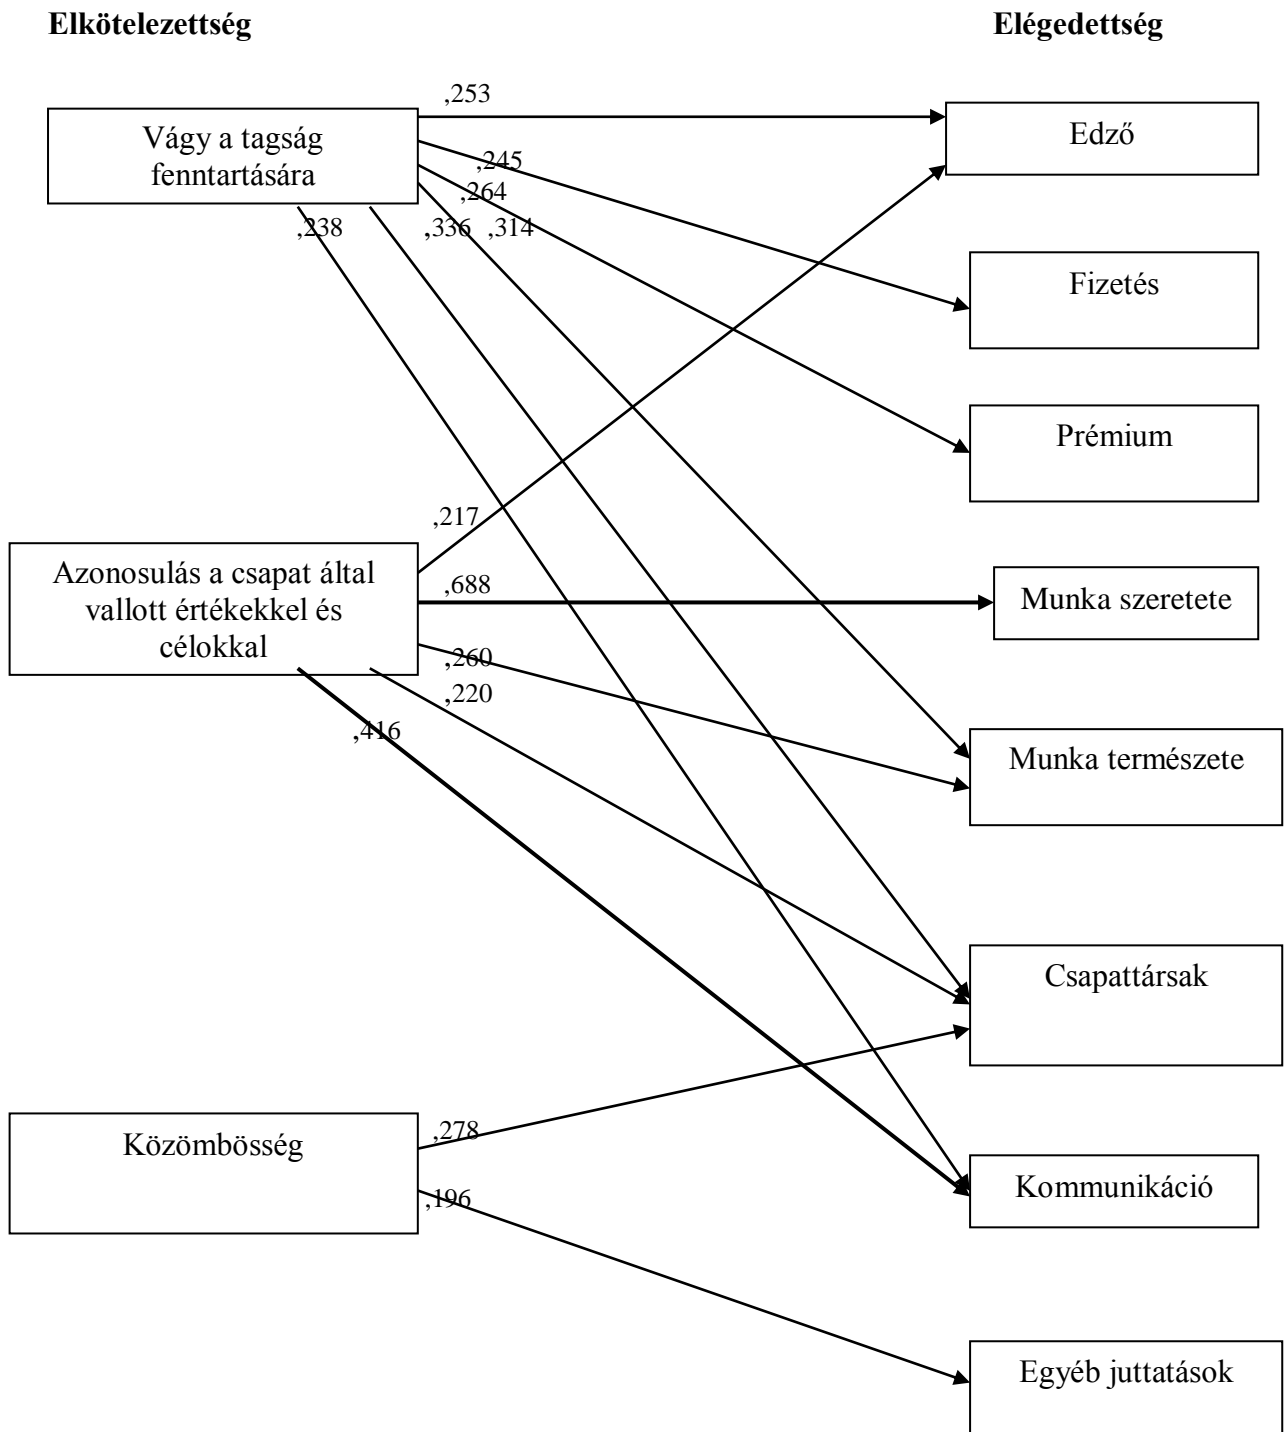 Elkötelezettség
Elégedettség
,253
Vágy a tagság
fenntartására
Edző
,245
,264
,238
,336
,314
Fizetés
Prémium
,217
Azonosulás a csapat által
vallott értékekkel és
célokkal
,688
Munka szeretete
,260
,220
,416
Munka természete
Csapattársak
Közömbösség
,278
,196
Kommunikáció
Egyéb juttatások